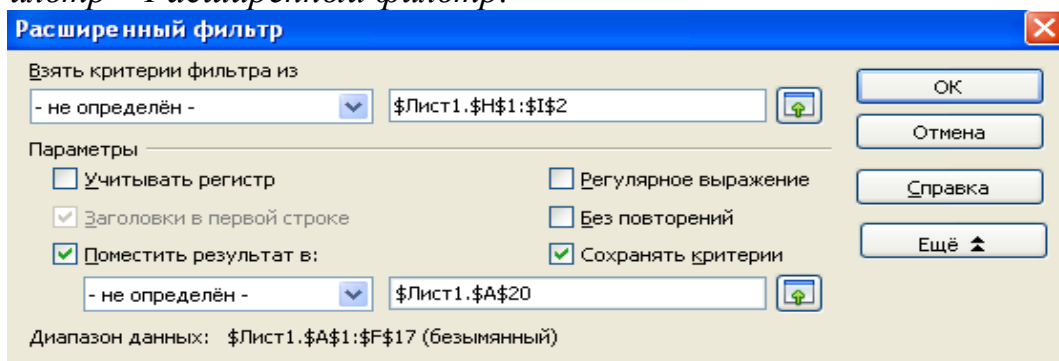 Расширенный фильтр
Взять критерии фильтра из
- не определён - $Лист1.$H$1:$I$2
ОК
Отмена
Параметры
Учитывать регистр Регулярное выражение
Справка
Заголовки в первой строке Без повторений
Поместить результат в: Сохранять критерии
Ещё
- не определён - $Лист1.$A$20
Диапазон данных: $Лист1.$A$1:$F$17 (безымянный)